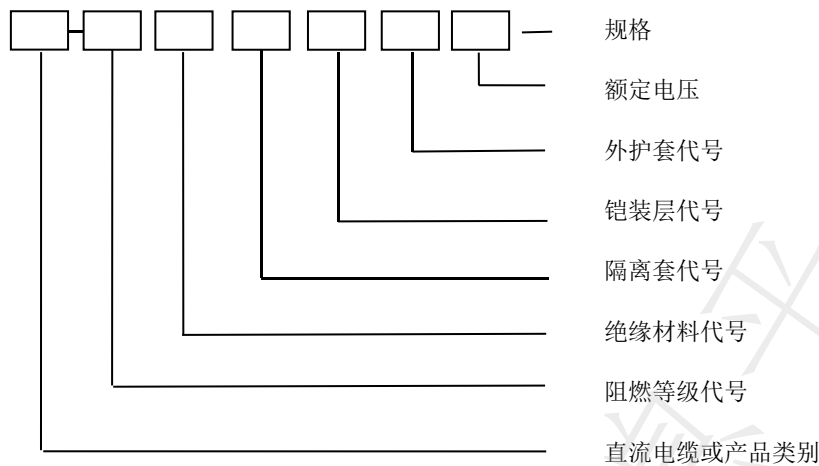 规格
额定电压
外护套代号
铠装层代号
隔离套代号
绝缘材料代号
阻燃等级代号
直流电缆或产品类别